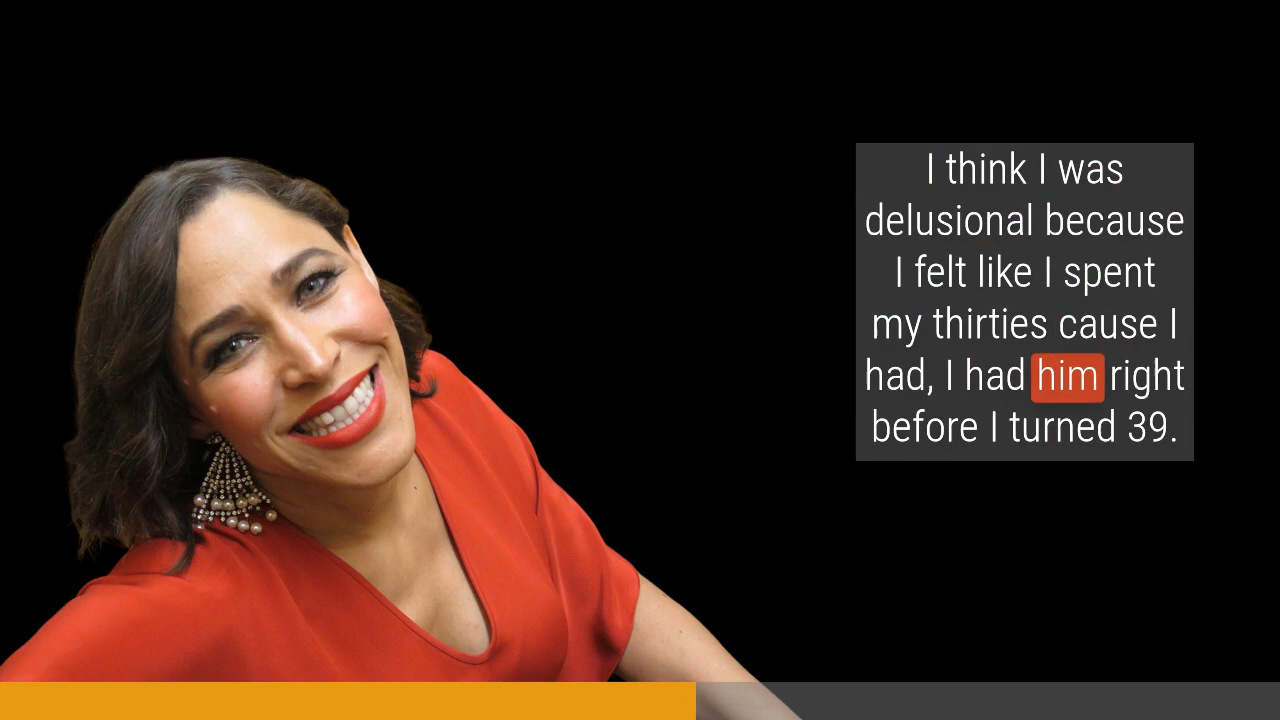 I think I was
delusional because
I felt like I spent
my thirties cause I
had, I had him right
before I turned 39.